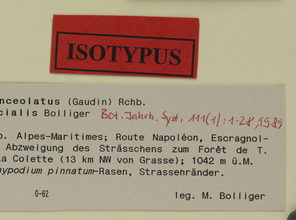 ISOTYPUS
nceolatus (Gaudin) Rchb.
cialis Bolliger Bot. Jahrb. Syst. 111(1):1-28, 1989
o. Alpes-Maritimes; Route Napoléon, Escragnol-
Abzweigung des Strässchens zum Forêt de T.
la Colette (13 km NW von Grasse); 1042 m ü.M.
hypodium pinnatum-Rasen, Strassenränder.
0-62 leg. M. Bolliger